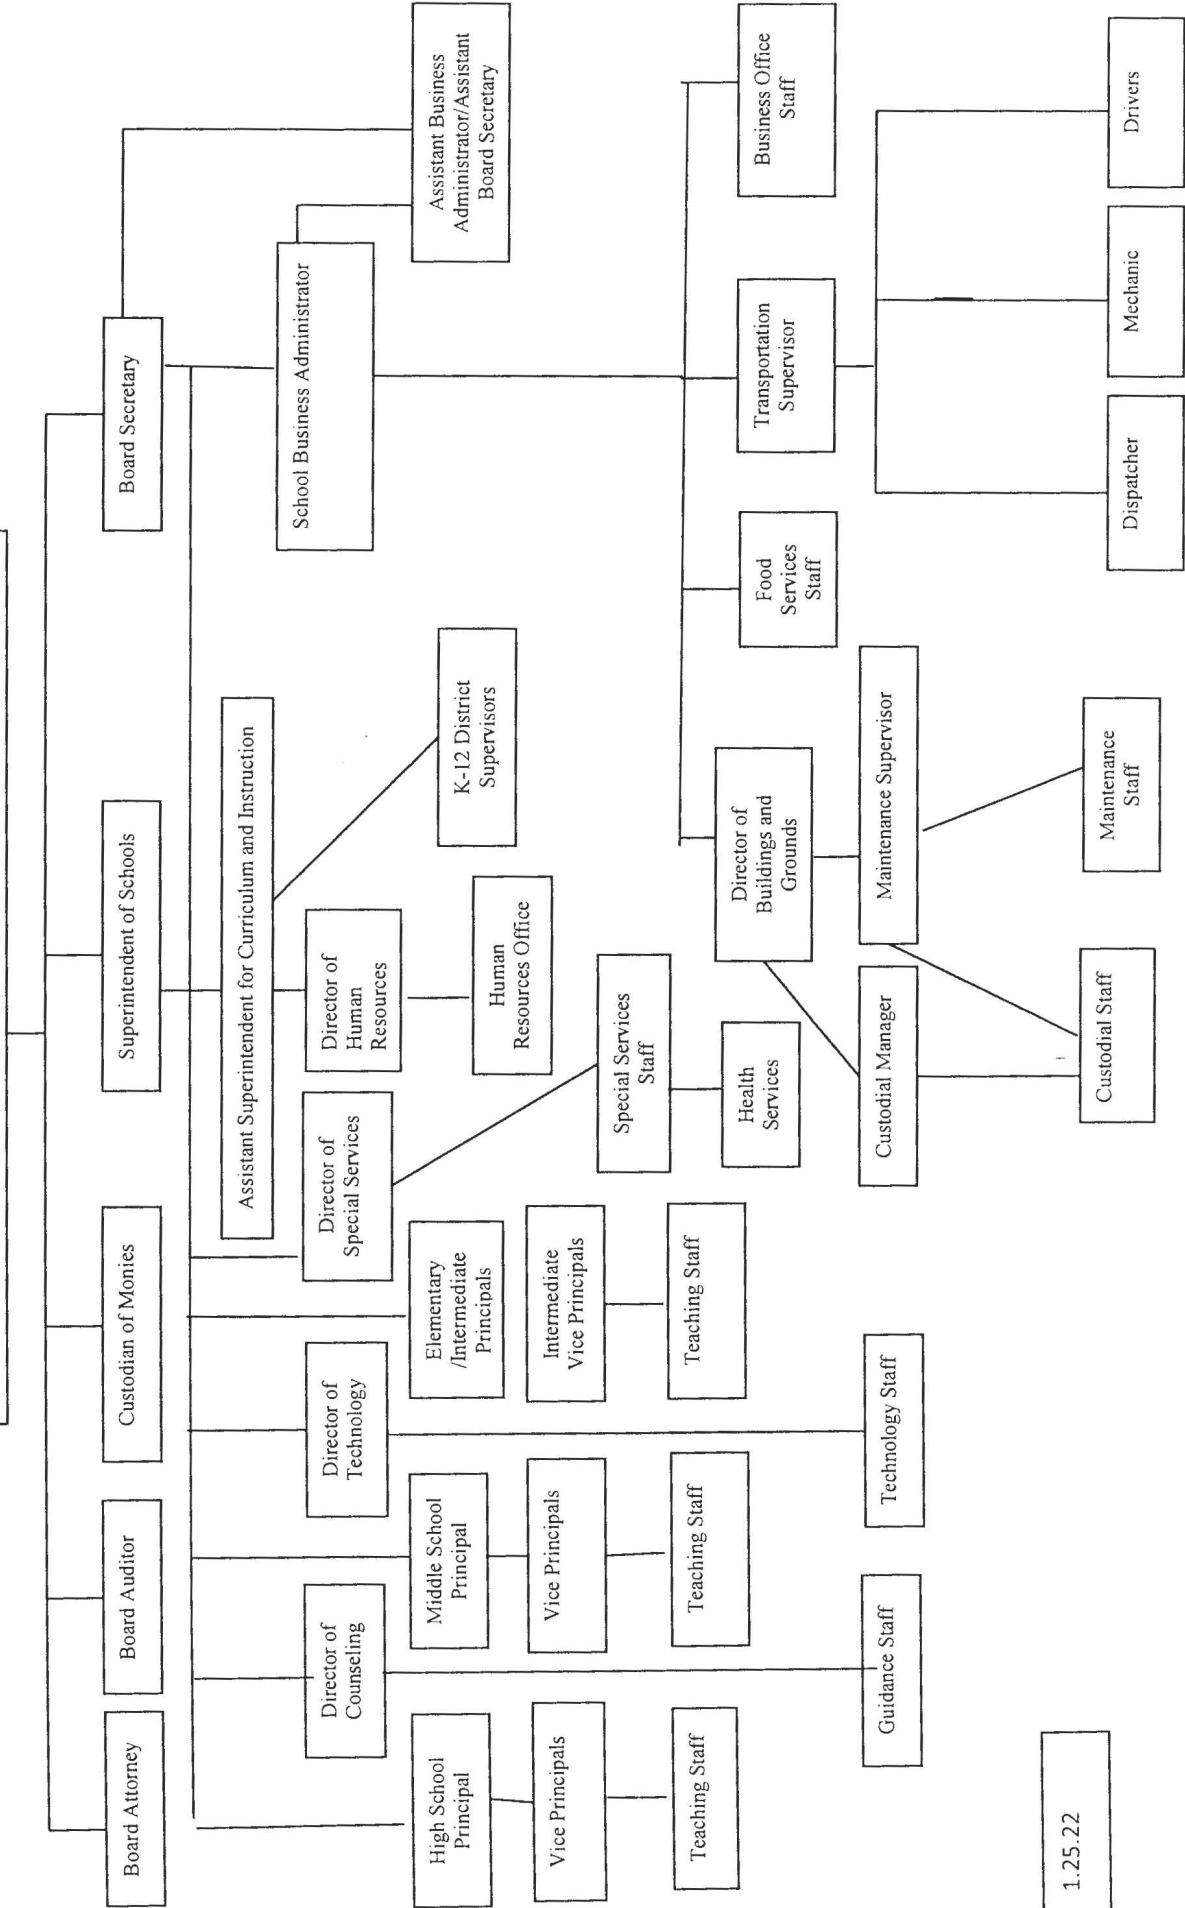 Board Attorney
Board Auditor
Custodian of Monies
Superintendent of Schools
Board Secretary
Assistant Superintendent for Curriculum and Instruction
School Business Administrator
Assistant Business
Administrator/Assistant
Board Secretary
Director of
Counseling
Director of
Technology
Director of
Special Services
Director of
Human
Resources
High School
Principal
Middle School
Principal
Elementary
/Intermediate
Principals
K-12 District
Supervisors
Human
Resources Office
Vice Principals
Vice Principals
Intermediate
Vice Principals
Special Services
Staff
Teaching Staff
Teaching Staff
Teaching Staff
Health
Services
Director of
Buildings and
Grounds
Food
Services
Staff
Transportation
Supervisor
Business Office
Staff
Guidance Staff
Technology Staff
Custodial Manager
Maintenance Supervisor
Custodial Staff
Maintenance
Staff
Dispatcher
Mechanic
Drivers
1.25.22